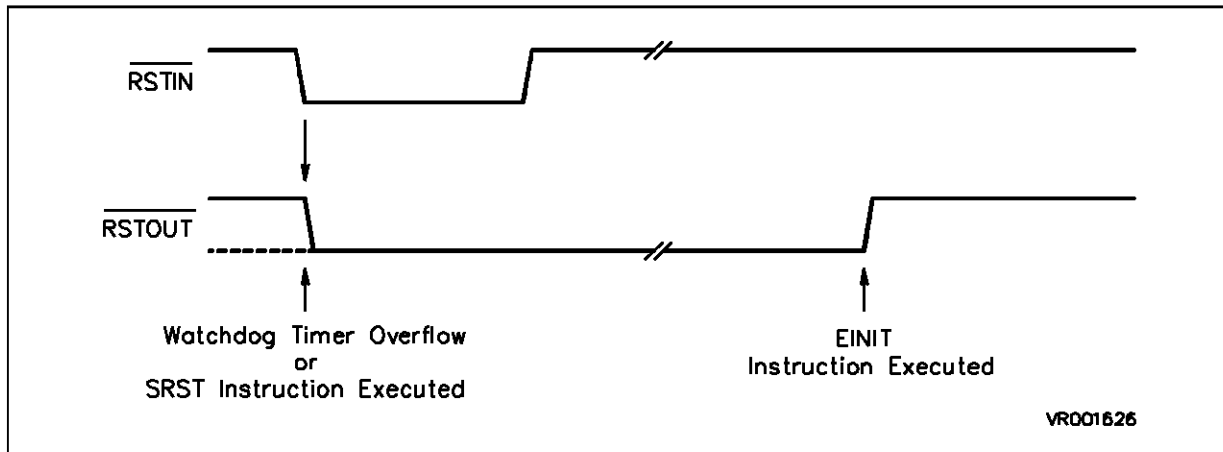 RSTIN
RSTOUT
Watchdog Timer Overflow
or
SRST Instruction Executed
EINIT
Instruction Executed
VR001626